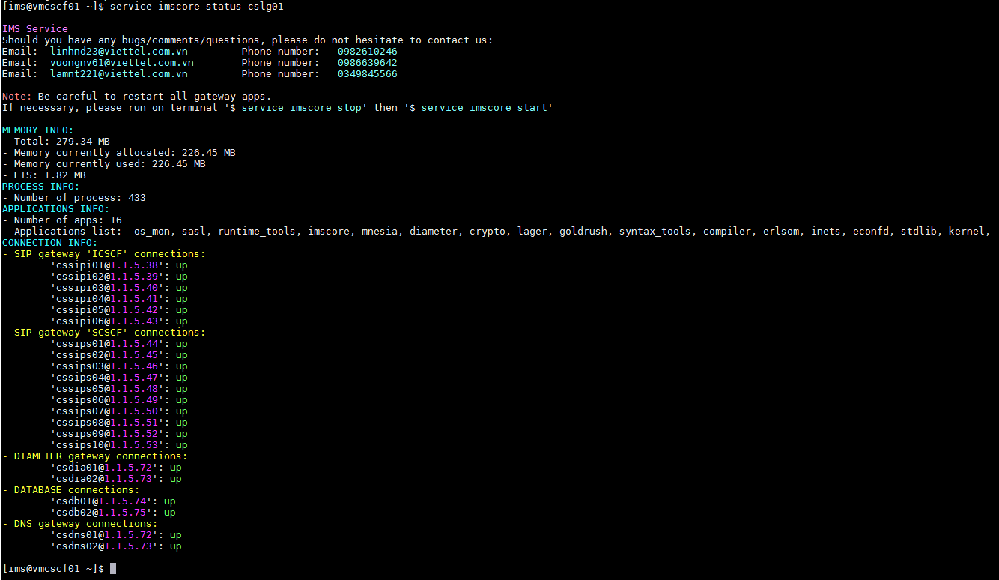 [ims@vmcscf01 ~]$ service imscore status cslg01
IMS Service
Should you have any bugs/comments/questions, please do not hesitate to contact us:
Email:  linhnd23@viettel.com.vn         Phone number:   0982610246
Email:  vuongnv61@viettel.com.vn        Phone number:   0986639642
Email:  lamnt221@viettel.com.vn         Phone number:   0349845566
Note: Be careful to restart all gateway apps.
If necessary, please run on terminal '$ service imscore stop' then '$ service imscore start'
MEMORY INFO:
- Total: 279.34 MB
- Memory currently allocated: 226.45 MB
- Memory currently used: 226.45 MB
- ETS: 1.82 MB
PROCESS INFO:
- Number of process: 433
APPLICATIONS INFO:
- Number of apps: 16
- Applications list:  os_mon, sasl, runtime_tools, imscore, mnesia, diameter, crypto, lager, goldrush, syntax_tools, compiler, erlsom, inets, econfd, stdlib, kernel,
CONNECTION INFO:
- SIP gateway 'ICSCF' connections:
        'cssipi01@1.1.5.38': up
        'cssipi02@1.1.5.39': up
        'cssipi03@1.1.5.40': up
        'cssipi04@1.1.5.41': up
        'cssipi05@1.1.5.42': up
        'cssipi06@1.1.5.43': up
- SIP gateway 'SCSCF' connections:
        'cssips01@1.1.5.44': up
        'cssips02@1.1.5.45': up
        'cssips03@1.1.5.46': up
        'cssips04@1.1.5.47': up
        'cssips05@1.1.5.48': up
        'cssips06@1.1.5.49': up
        'cssips07@1.1.5.50': up
        'cssips08@1.1.5.51': up
        'cssips09@1.1.5.52': up
        'cssips10@1.1.5.53': up
- DIAMETER gateway connections:
        'csdia01@1.1.5.72': up
        'csdia02@1.1.5.73': up
- DATABASE connections:
        'csdb01@1.1.5.74': up
        'csdb02@1.1.5.75': up
- DNS gateway connections:
        'csdns01@1.1.5.72': up
        'csdns02@1.1.5.73': up
[ims@vmcscf01 ~]$